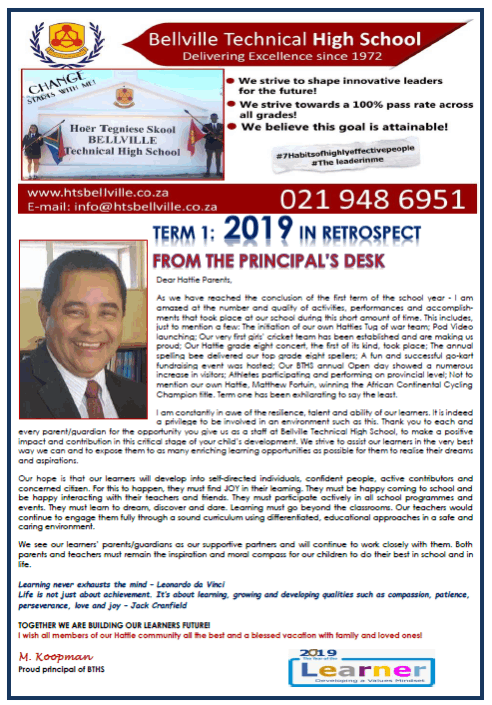 Bellville Technical High School
Delivering Excellence since 1972
CHANGE
STARTS WITH ME!
Hoër Tegniese Skool
BELLVILLE
Technical High School
• We strive to shape innovative leaders
for the future!
• We strive towards a 100% pass rate across
all grades!
• We believe this goal is attainable!
#7Habitsofhighlyeffectivepeople
#The leaderinme
www.htsbellville.co.za
E-mail: info@htsbellville.co.za
021 948 6951
TERM 1: 2019 IN RETROSPECT
FROM THE PRINCIPAL'S DESK
Dear Hattie Parents,
As we have reached the conclusion of the first term of the school year - I am
amazed at the number and quality of activities, performances and accomplish-
ments that took place at our school during this short amount of time. This includes,
just to mention a few: The initiation of our own Hatties Tug of war team; Pod Video
launching; Our very first girls' cricket team has been established and are making us
proud; Our Hattie grade eight concert, the first of its kind, took place; The annual
spelling bee delivered our top grade eight spellers; A fun and successful go-kart
fundraising event was hosted; Our BTHS annual Open day showed a numerous
increase in visitors; Athletes participating and performing on provincial level; Not to
mention our own Hattie, Matthew Fortuin, winning the African Continental Cycling
Champion title. Term one has been exhilarating to say the least.
I am constantly in awe of the resilience, talent and ability of our learners. It is indeed
a privilege to be involved in an environment such as this. Thank you to each and
every parent/guardian for the opportunity you give us as a staff at Bellville Technical High School, to make a positive
impact and contribution in this critical stage of your child's development. We strive to assist our learners in the very best
way we can and to expose them to as many enriching learning opportunities as possible for them to realise their dreams
and aspirations.
Our hope is that our learners will develop into self-directed individuals, confident people, active contributors and
concerned citizen. For this to happen, they must find JOY in their learning. They must be happy coming to school and
be happy interacting with their teachers and friends. They must participate actively in all school programmes and
events. They must learn to dream, discover and dare. Learning must go beyond the classrooms. Our teachers would
continue to engage them fully through a sound curriculum using differentiated, educational approaches in a safe and
caring environment.
We see our learners' parents/guardians as our supportive partners and will continue to work closely with them. Both
parents and teachers must remain the inspiration and moral compass for our children to do their best in school and in
life.
Learning never exhausts the mind – Leonardo da Vinci
Life is not just about achievement. It's about learning, growing and developing qualities such as compassion, patience,
perseverance, love and joy – Jack Cranfield
TOGETHER WE ARE BUILDING OUR LEARNERS FUTURE!
I wish all members of our Hattie community all the best and a blessed vacation with family and loved ones!
M. Koopman
Proud principal of BTHS
2019
The Year of the
Learner
Developing a Values Mindset